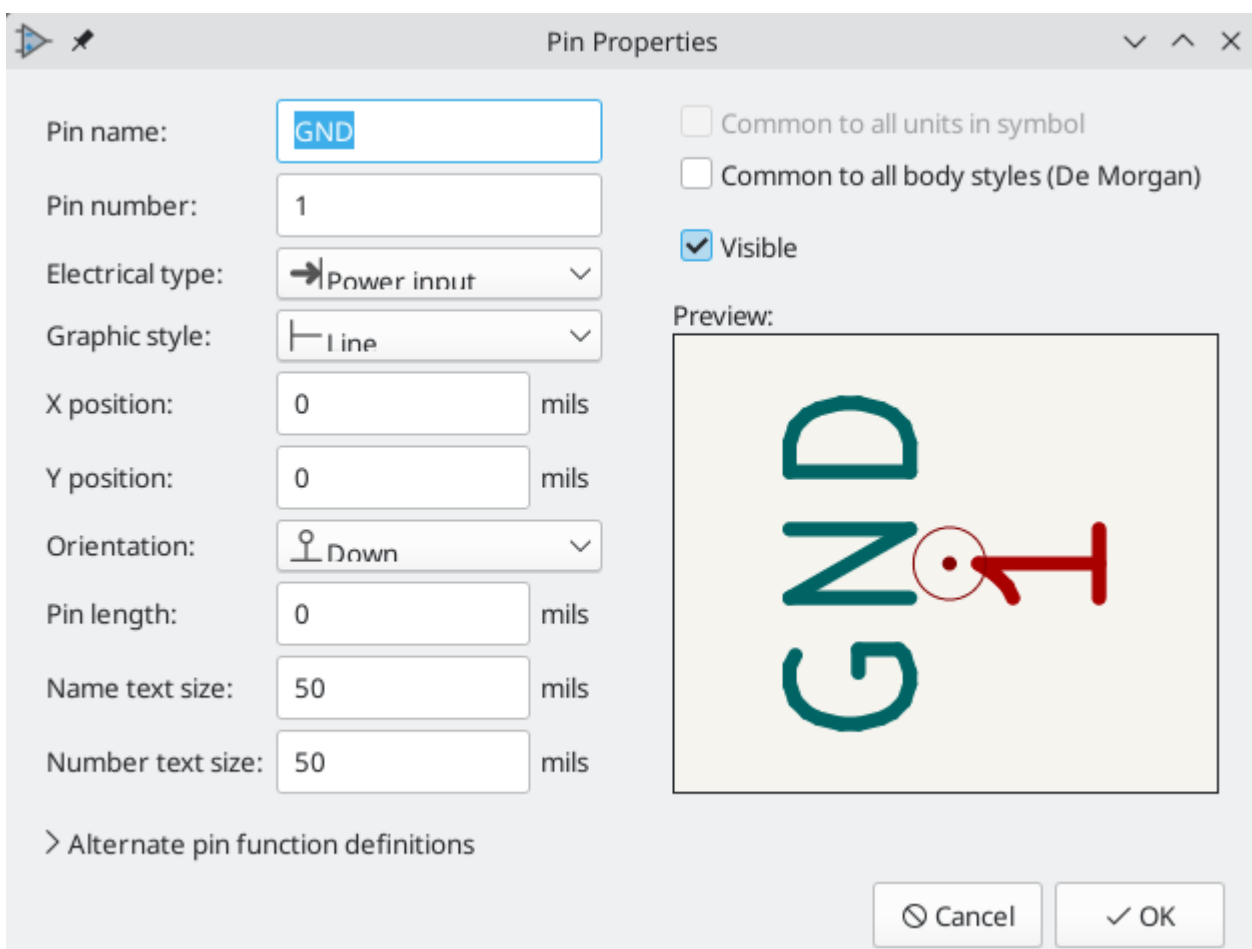 Pin Properties
Pin name: GND
Pin number: 1
Electrical type: Power input
Graphic style: Line
X position: 0 mils
Y position: 0 mils
Orientation: Down
Pin length: 0 mils
Name text size: 50 mils
Number text size: 50 mils
Alternate pin function definitions
Common to all units in symbol
Common to all body styles (De Morgan)
Visible
Preview:
GND
1
Cancel
OK